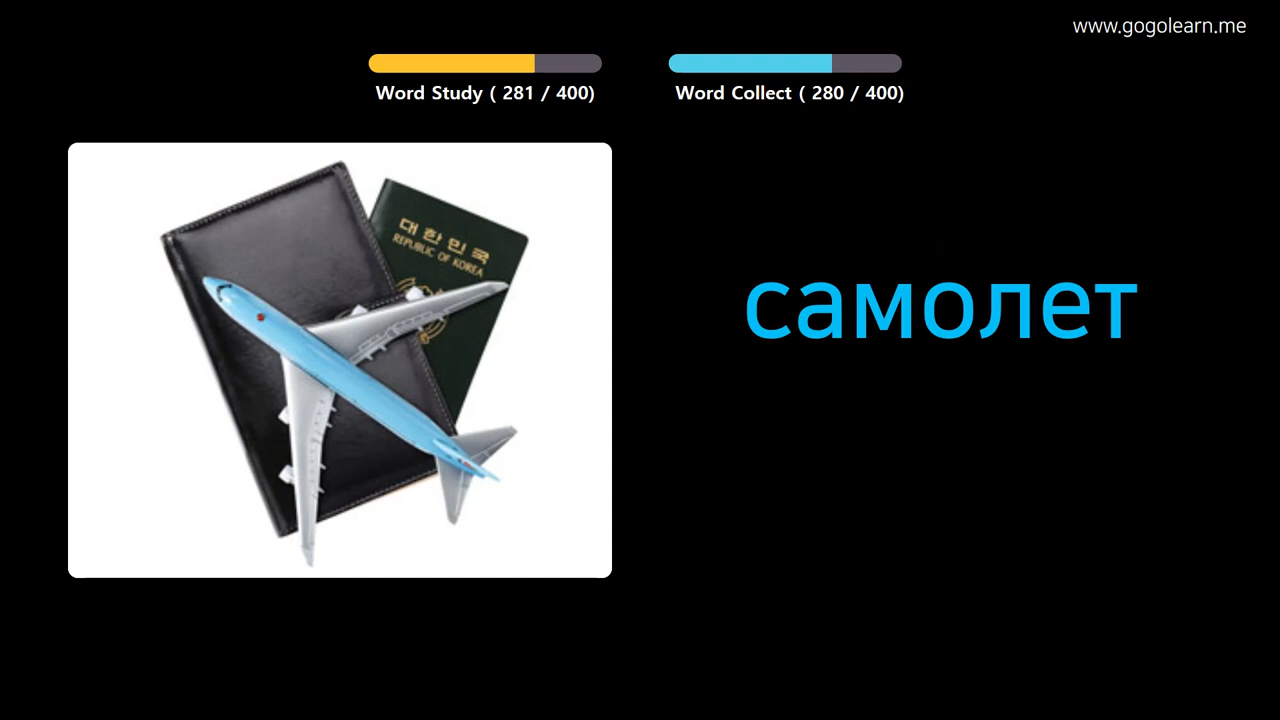 www.gogolearn.me
Word Study ( 281 / 400)
Word Collect ( 280 / 400)
대한민국
REPUBLIC OF KOREA
самолет